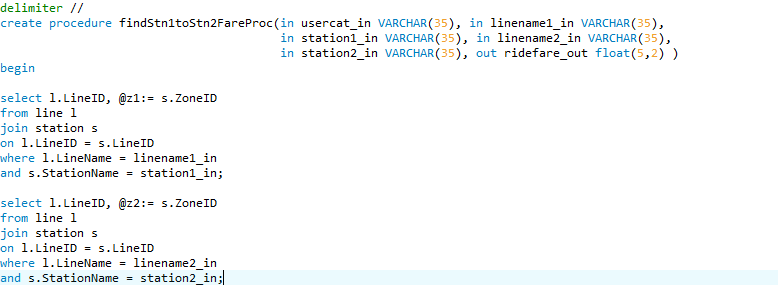 delimiter //
create procedure findStn1toStn2FareProc(in usercat_in VARCHAR(35), in linename1_in VARCHAR(35),
in station1_in VARCHAR(35), in linename2_in VARCHAR(35),
in station2_in VARCHAR(35), out ridefare_out float(5,2) )
begin
select l.LineID, @z1:= s.ZoneID
from line l
join station s
on l.LineID = s.LineID
where l.LineName = linename1_in
and s.StationName = station1_in;
select l.LineID, @z2:= s.ZoneID
from line l
join station s
on l.LineID = s.LineID
where l.LineName = linename2_in
and s.StationName = station2_in;